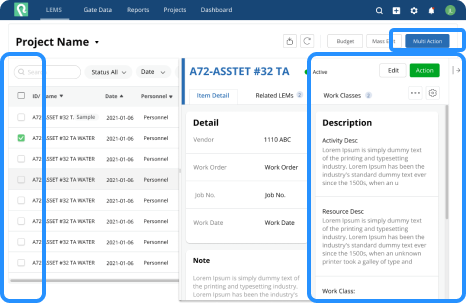 LEMS Gate Data Reports Projects Dashboard
Project Name
Budget Mass Edit Multi Action
Status All Date
A72-ASSTET #32 TA Active Edit Action
Item Detail Related LEMs 2 Work Classes 2
ID/ Name Date Personnel
A72-ASSET #32 T. Sample 2021-01-06 Personnel
A72-ASSET #32 TA WATER 2021-01-06 Personnel
A72-ASSET #32 TA WATER 2021-01-06 Personnel
A72-ASSET #32 TA WATER 2021-01-06 Personnel
A72-ASSET #32 TA WATER 2021-01-06 Personnel
A72-ASSET #32 TA WATER 2021-01-06 Personnel
A72-ASSET #32 TA WATER 2021-01-06 Personnel
A72-ASSET #32 TA WATER 2021-01-06 Personnel
Detail
Vendor 1110 ABC
Work Order Work Order
Job No. Job No.
Work Date Work Date
Note
Lorem Ipsum is simply dummy text of
the printing and typesetting industry.
Lorem Ipsum has been the industry's
Description
Activity Desc
Lorem Ipsum is simply dummy text
of the printing and typesetting
industry. Lorem Ipsum has been the
industry's standard dummy text ever
since the 1500s, when an u
Resource Desc
Lorem Ipsum is simply dummy text
of the printing and typesetting
industry. Lorem Ipsum has been the
industry's standard dummy text ever
since the 1500s, when an unknown
printer took a galley of type and
Work Class: